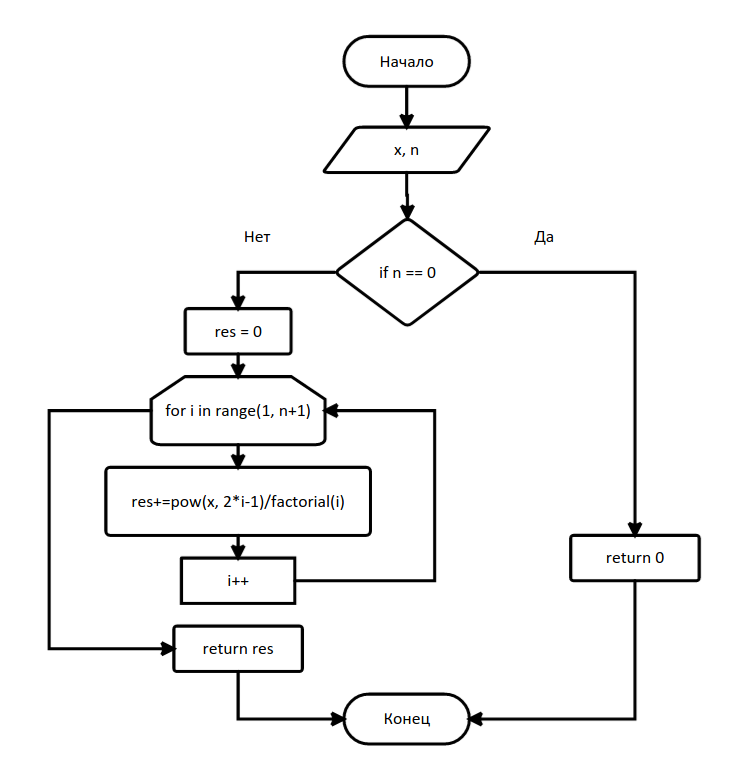 Начало
x, n
Нет
Да
if n == 0
res = 0
for i in range(1, n+1)
res+=pow(x, 2*i-1)/factorial(i)
i++
return 0
return res
Конец